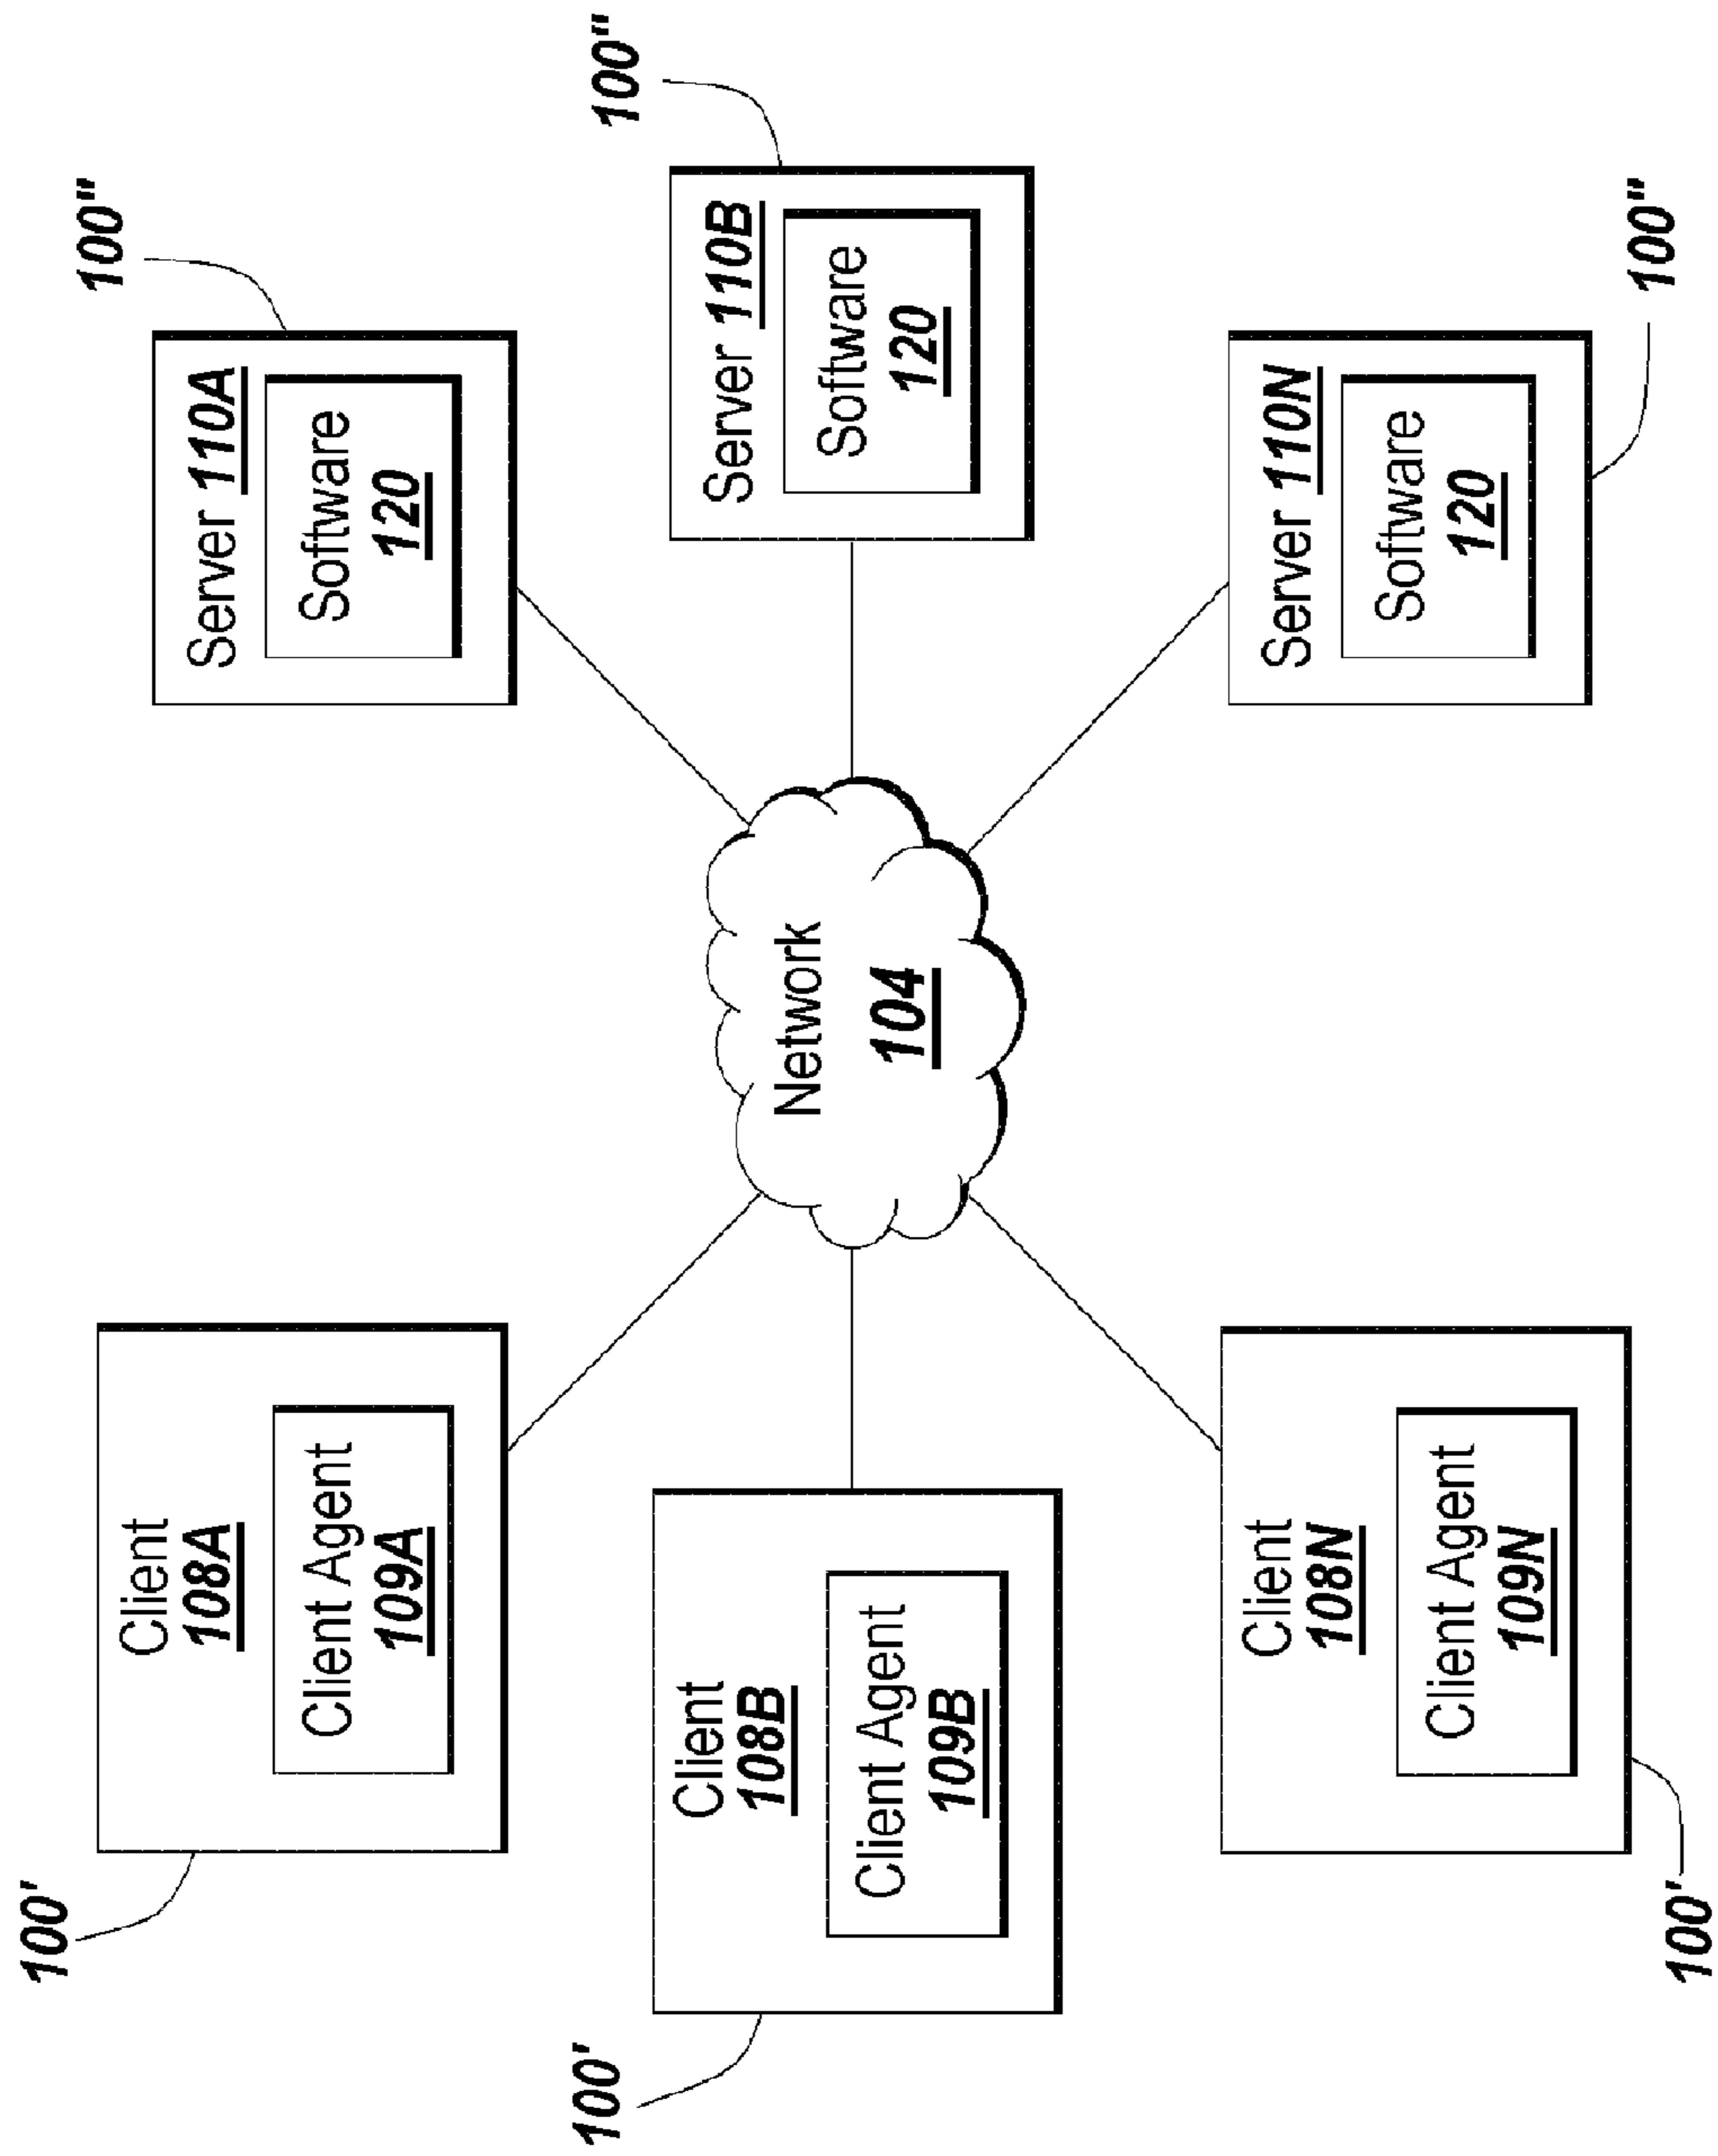 100'
Client
108A
Client Agent
109A
Server 110A
Software
120
100"
100'
Client
108B
Client Agent
109B
Network
104
Server 110B
Software
120
100"
Client
108N
Client Agent
109N
100'
Server 110N
Software
120
100"